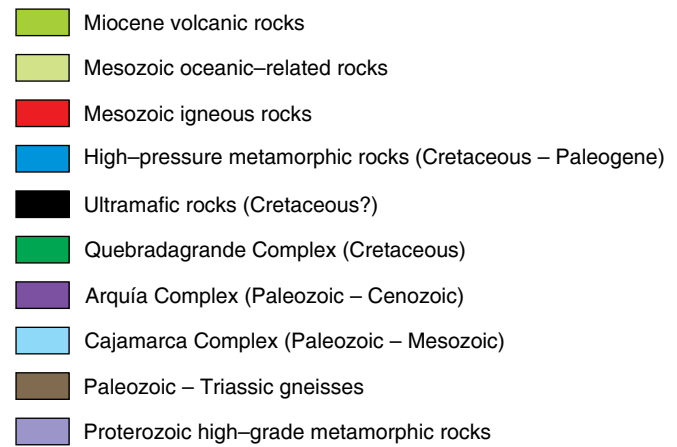 Miocene volcanic rocks
Mesozoic oceanic–related rocks
Mesozoic igneous rocks
High–pressure metamorphic rocks (Cretaceous – Paleogene)
Ultramafic rocks (Cretaceous?)
Quebradagrande Complex (Cretaceous)
Arquía Complex (Paleozoic – Cenozoic)
Cajamarca Complex (Paleozoic – Mesozoic)
Paleozoic – Triassic gneisses
Proterozoic high–grade metamorphic rocks